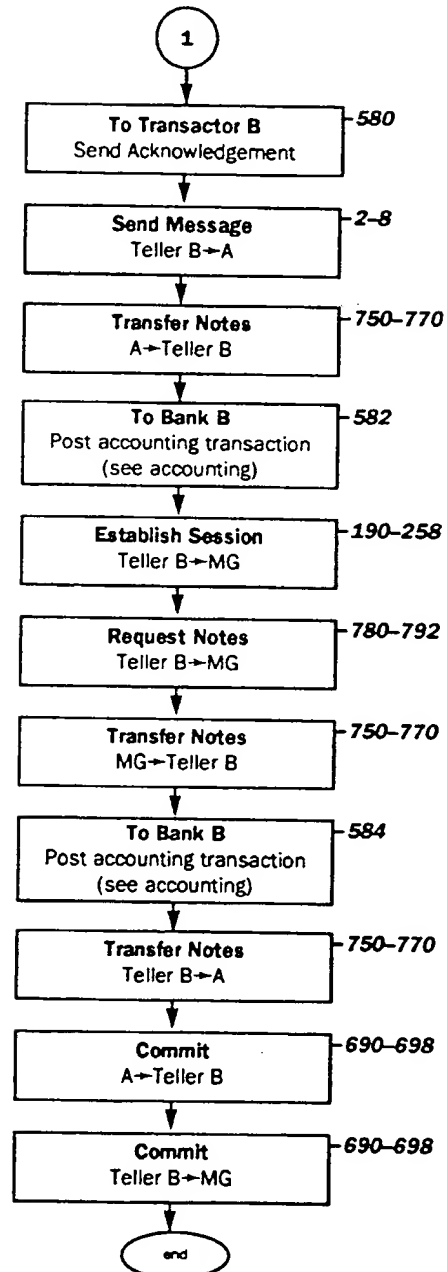 1
To Transactor B
Send Acknowledgement
580
Send Message
Teller B→A
2–8
Transfer Notes
A→Teller B
750–770
To Bank B
Post accounting transaction
(see accounting)
582
Establish Session
Teller B→MG
190–258
Request Notes
Teller B→MG
780–792
Transfer Notes
MG→Teller B
750–770
To Bank B
Post accounting transaction
(see accounting)
584
Transfer Notes
Teller B→A
750–770
Commit
A→Teller B
690–698
Commit
Teller B→MG
690–698
end